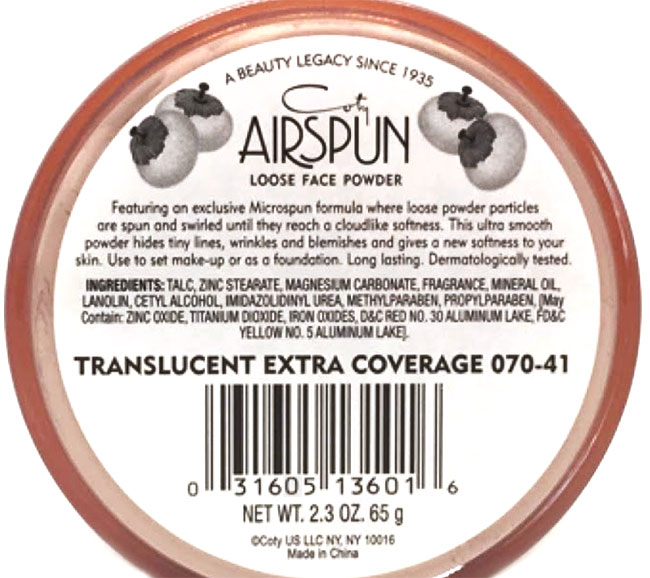 A BEAUTY LEGACY SINCE 1935
Coty
AIRSPUN
LOOSE FACE POWDER
Featuring an exclusive Microspun formula where loose powder particles
are spun and swirled until they reach a cloudlike softness. This ultra smooth
powder hides tiny lines, wrinkles and blemishes and gives a new softness to your
skin. Use to set make-up or as a foundation. Long lasting. Dermatologically tested.
INGREDIENTS: TALC, ZINC STEARATE, MAGNESIUM CARBONATE, FRAGRANCE, MINERAL OIL,
LANOLIN, CETYL ALCOHOL, IMIDAZOLIDINYL UREA, METHYLPARABEN, PROPYLPARABEN, [May
Contain: ZINC OXIDE, TITANIUM DIOXIDE, IRON OXIDES, D&C RED NO. 30 ALUMINUM LAKE, FD&C
YELLOW NO. 5 ALUMINUM LAKE].
TRANSLUCENT EXTRA COVERAGE 070-41
0 31605 13601 6
NET WT. 2.3 OZ. 65 g
©Coty US LLC NY, NY 10016
Made in China